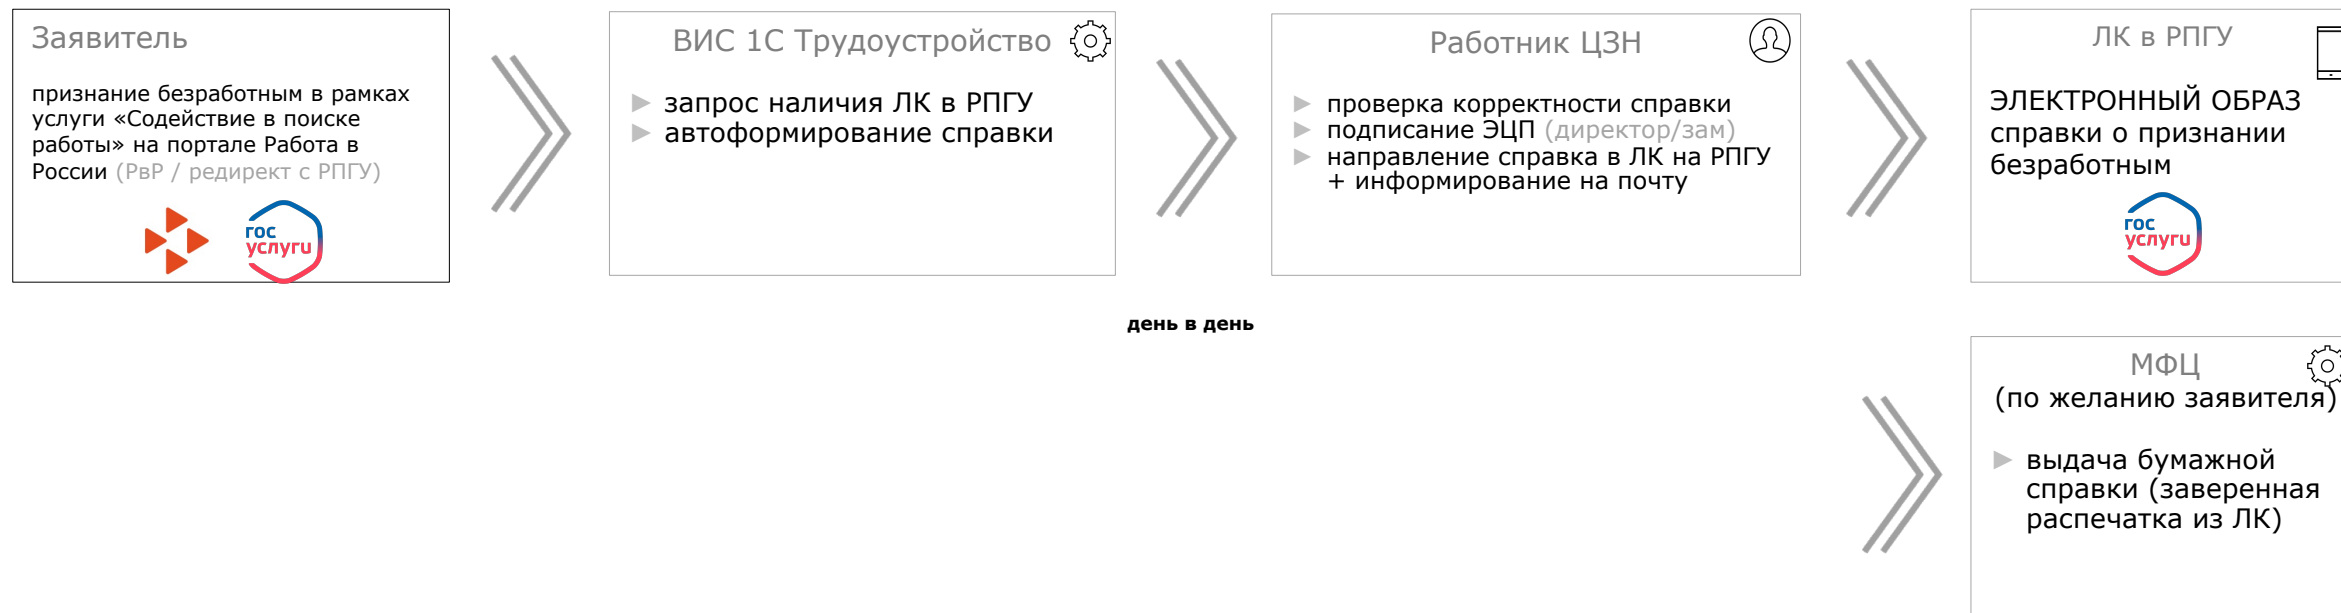 Заявитель
признание безработным в рамках
услуги «Содействие в поиске
работы» на портале Работа в
России (РвР / редирект с РПГУ)
гос
услуги
ВИС 1С Трудоустройство
запрос наличия ЛК в РПГУ
автоформирование справки
Работник ЦЗН
проверка корректности справки
подписание ЭЦП (директор/зам)
направление справка в ЛК на РПГУ
+ информирование на почту
ЛК в РПГУ
ЭЛЕКТРОННЫЙ ОБРАЗ
справки о признании
безработным
гос
услуги
день в день
МФЦ
(по желанию заявителя)
выдача бумажной
справки (заверенная
распечатка из ЛК)